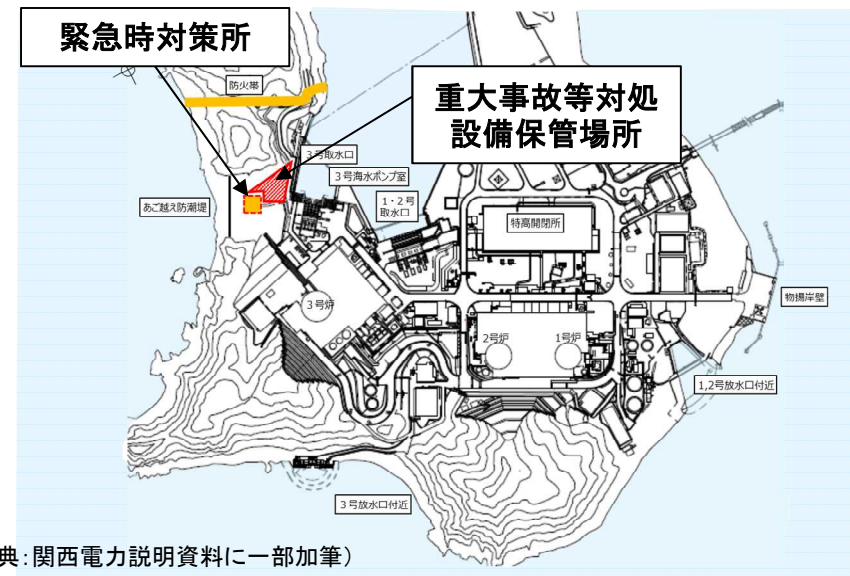 緊急時対策所
防火帯
重大事故等対処
設備保管場所
3号取水口
3号海水ポンプ室
あご越え防潮堤
1・2号
取水口
特高開閉所
物揚岸壁
3号炉
2号炉
1号炉
1,2号放水口付近
3号放水口付近
典:関西電力説明資料に一部加筆)